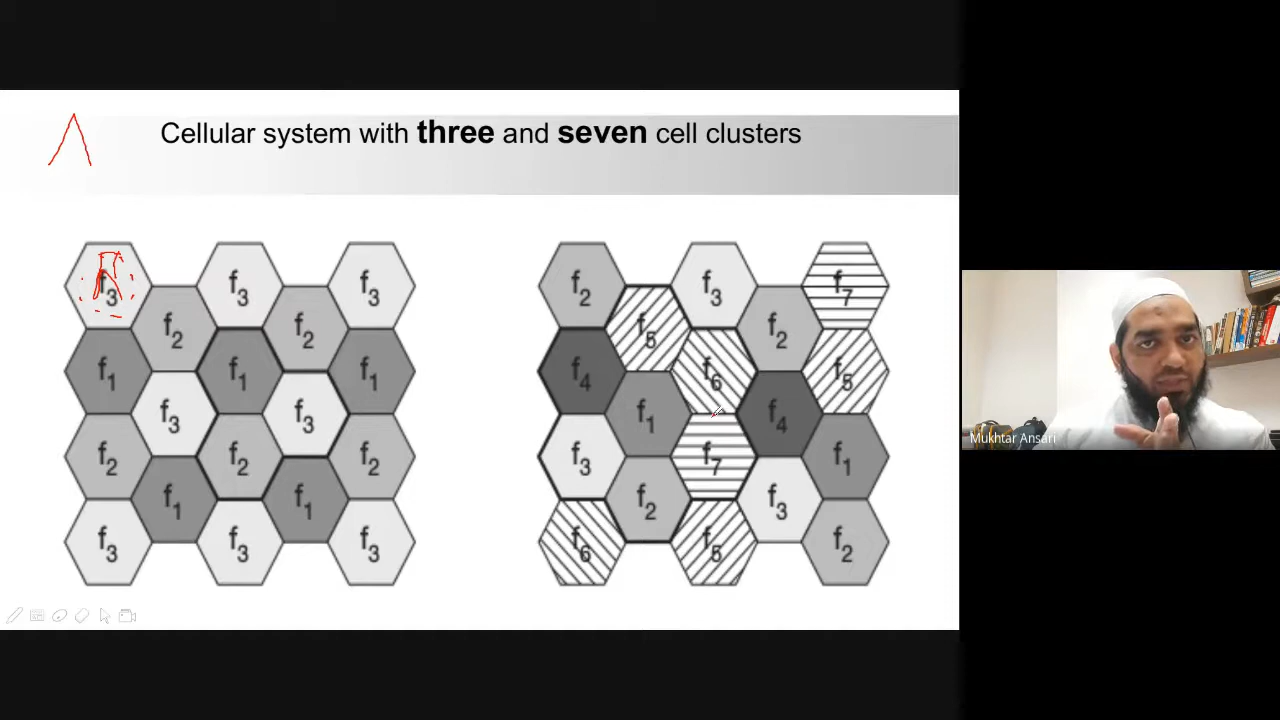 Cellular system with three and seven cell clusters
f3 f3 f3
f2 f2
f1 f1 f1
f3 f3
f2 f2 f2
f1 f1
f3 f3 f3
f2 f3 f7
f5 f2
f4 f6 f5
f1 f4
f3 f7 f1
f2 f3
f6 f5 f2
Mukhtar Ansari